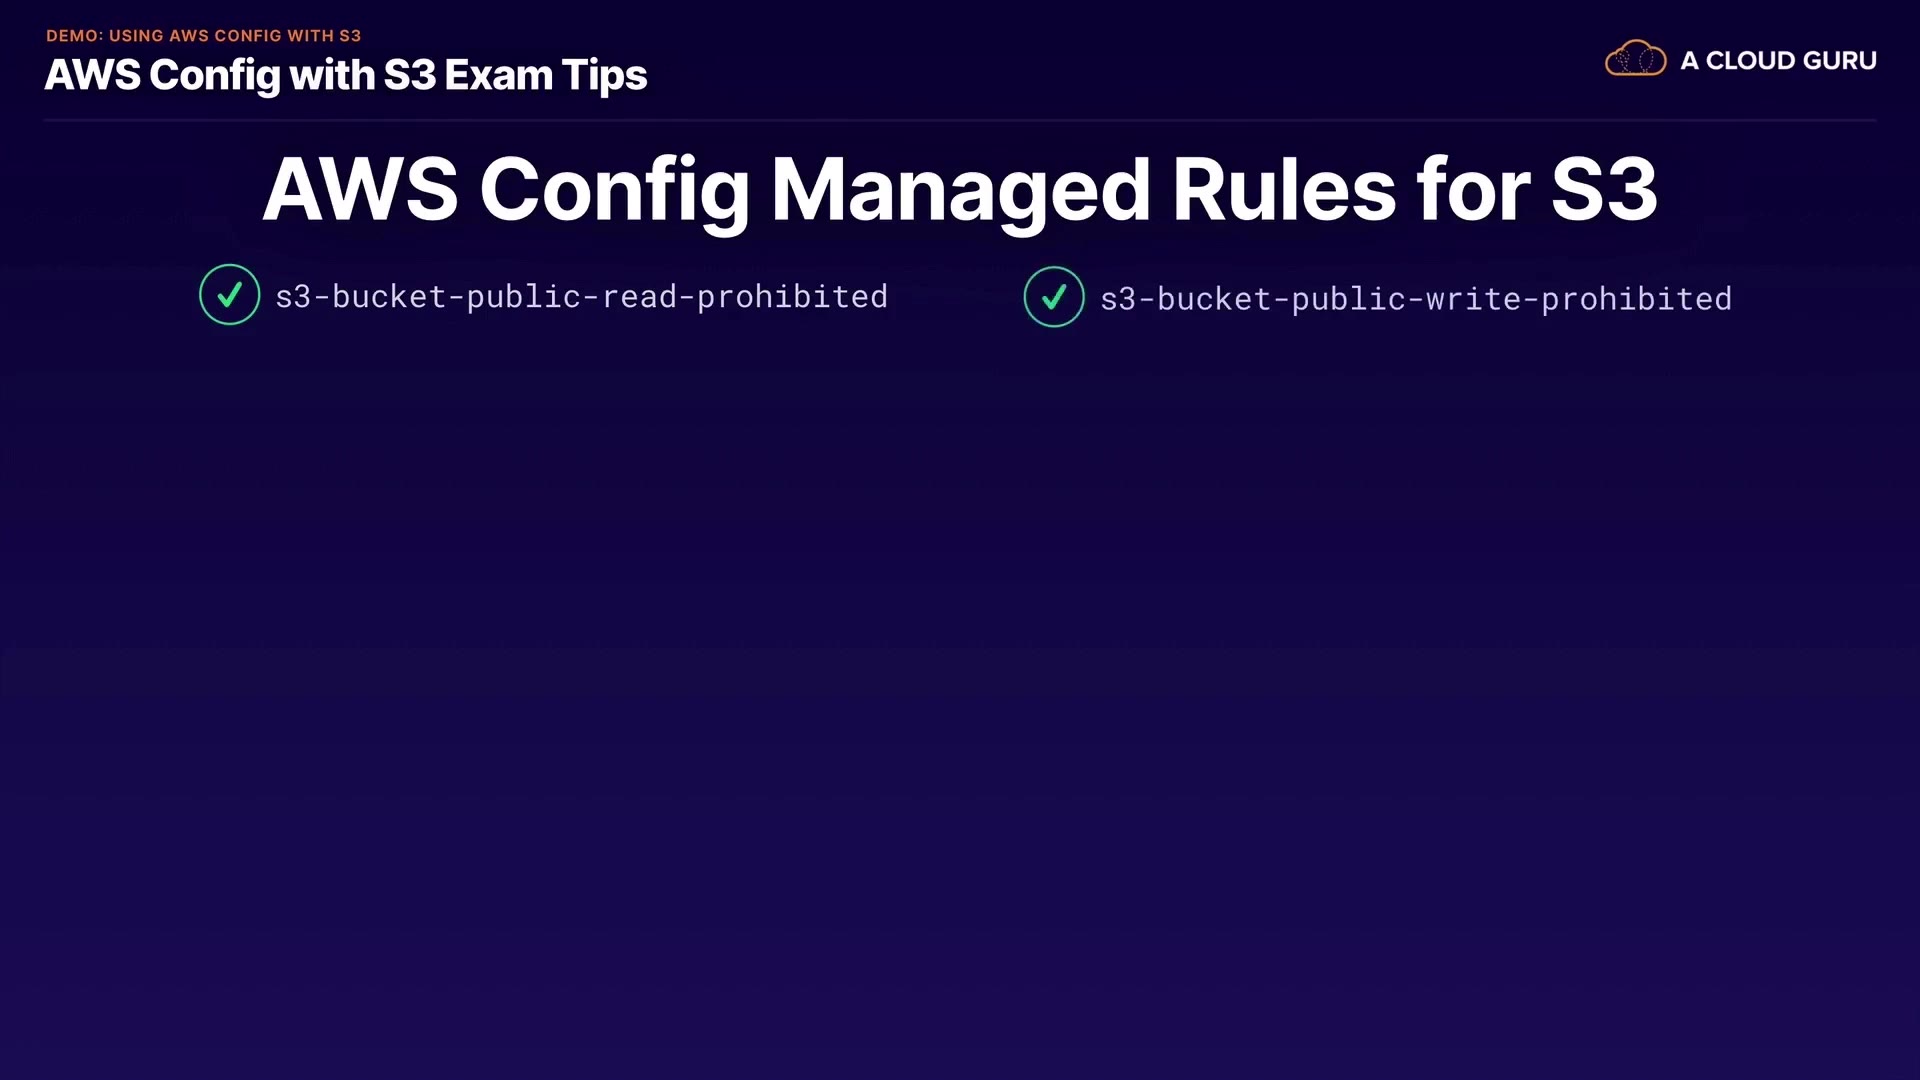 DEMO: USING AWS CONFIG WITH S3
AWS Config with S3 Exam Tips
A CLOUD GURU
AWS Config Managed Rules for S3
s3-bucket-public-read-prohibited
s3-bucket-public-write-prohibited